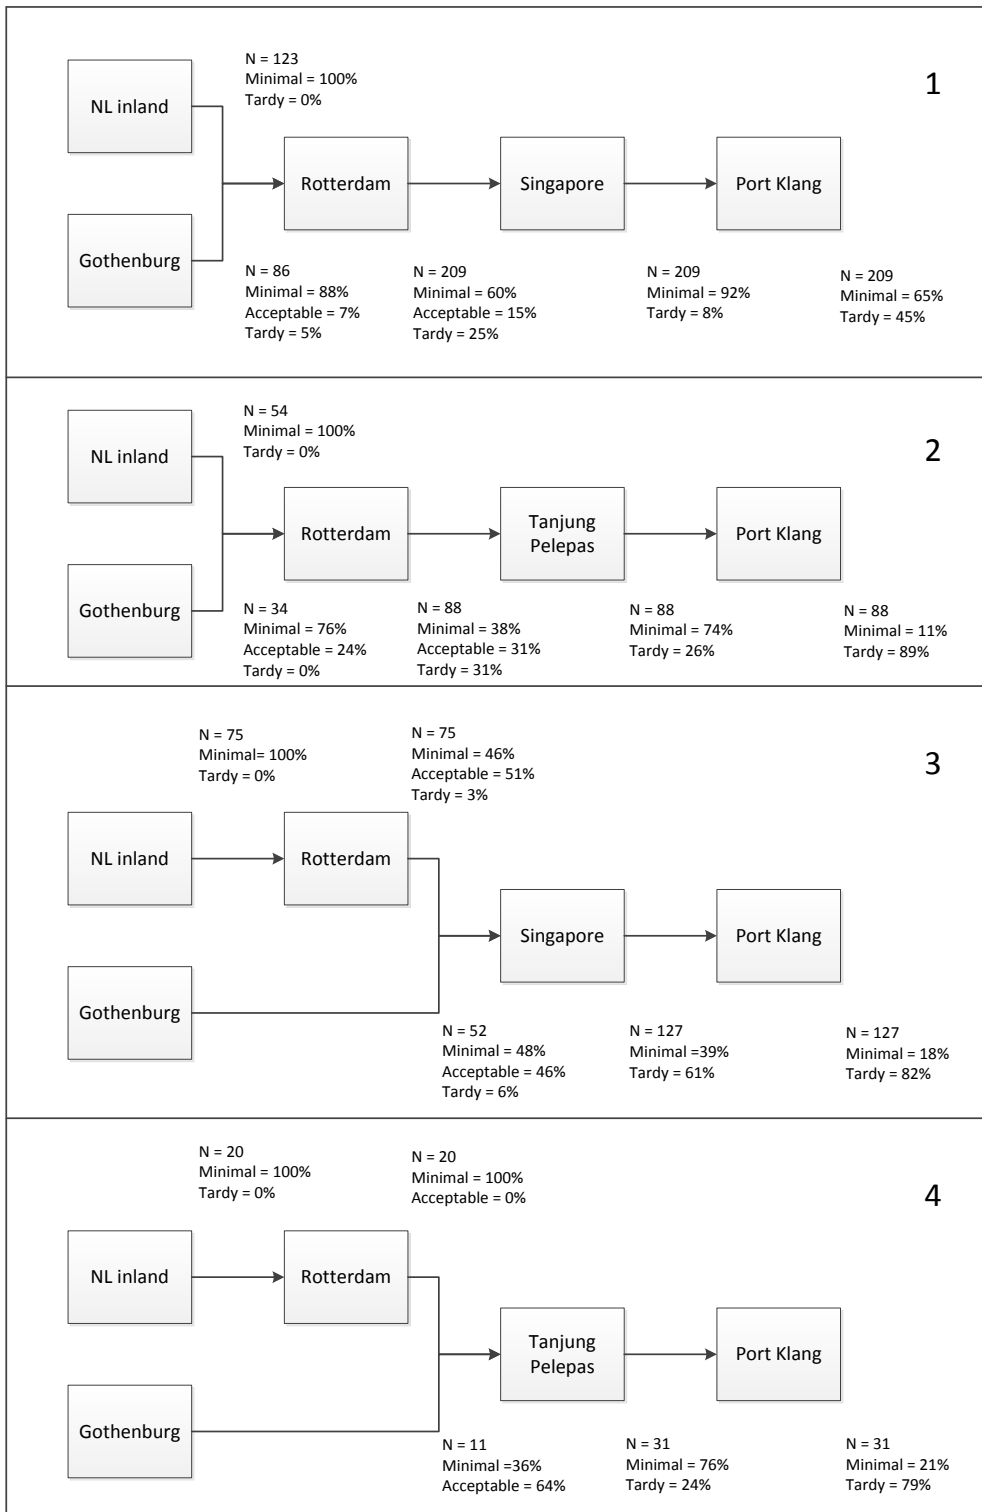 N = 123
Minimal = 100%
Tardy = 0%
1
NL inland
Rotterdam
Singapore
Port Klang
Gothenburg
N = 86
Minimal = 88%
Acceptable = 7%
Tardy = 5%
N = 209
Minimal = 60%
Acceptable = 15%
Tardy = 25%
N = 209
Minimal = 92%
Tardy = 8%
N = 209
Minimal = 65%
Tardy = 45%
N = 54
Minimal = 100%
Tardy = 0%
2
NL inland
Rotterdam
Tanjung
Pelepas
Port Klang
Gothenburg
N = 34
Minimal = 76%
Acceptable = 24%
Tardy = 0%
N = 88
Minimal = 38%
Acceptable = 31%
Tardy = 31%
N = 88
Minimal = 74%
Tardy = 26%
N = 88
Minimal = 11%
Tardy = 89%
N = 75
Minimal= 100%
Tardy = 0%
N = 75
Minimal = 46%
Acceptable = 51%
Tardy = 3%
3
NL inland
Rotterdam
Singapore
Port Klang
Gothenburg
N = 52
Minimal = 48%
Acceptable = 46%
Tardy = 6%
N = 127
Minimal =39%
Tardy = 61%
N = 127
Minimal = 18%
Tardy = 82%
N = 20
Minimal = 100%
Tardy = 0%
N = 20
Minimal = 100%
Acceptable = 0%
4
NL inland
Rotterdam
Tanjung
Pelepas
Port Klang
Gothenburg
N = 11
Minimal =36%
Acceptable = 64%
N = 31
Minimal = 76%
Tardy = 24%
N = 31
Minimal = 21%
Tardy = 79%